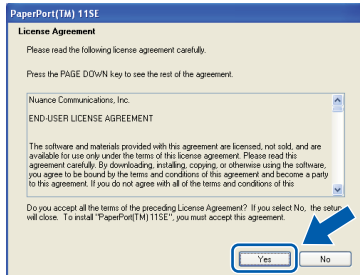 PaperPort(TM) 11SE
License Agreement
Please read the following license agreement carefully.
Press the PAGE DOWN key to see the rest of the agreement.
Nuance Communications, Inc.
END-USER LICENSE AGREEMENT
The software and materials provided with this agreement are licensed, not sold, and are
available for use only under the terms of this license agreement. Please read this
agreement carefully. By downloading, installing, copying, or otherwise using the software,
you agree to be bound by the terms and conditions of this agreement and become a party
to this agreement. If you do not agree with all of the terms and conditions of this
Do you accept all the terms of the preceding License Agreement? If you select No, the setup
will close. To install "PaperPort(TM) 11SE", you must accept this agreement.
Yes
No